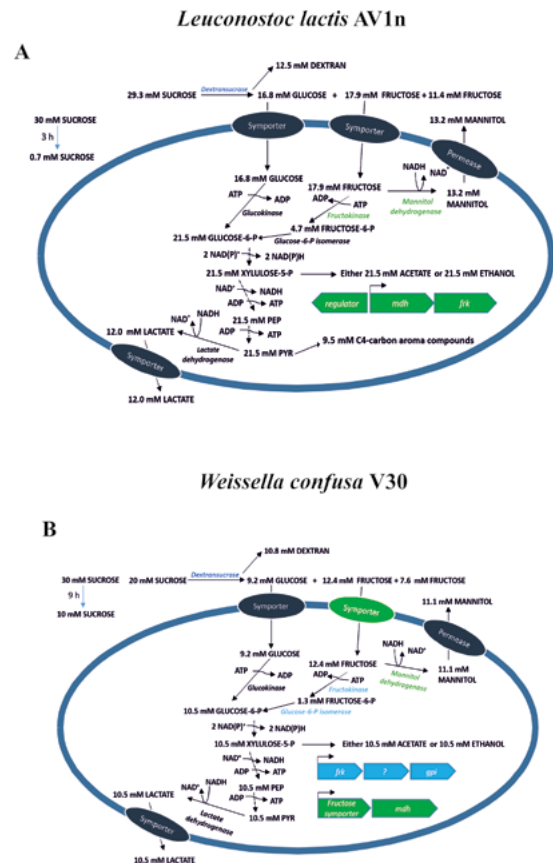 Leuconostoc lactis AV1n
A
12.5 mM DEXTRAN
Dextransucrase
29.3 mM SUCROSE 16.8 mM GLUCOSE + 17.9 mM FRUCTOSE + 11.4 mM FRUCTOSE
30 mM SUCROSE
3 h
0.7 mM SUCROSE
Symporter
Symporter
Permease
13.2 mM MANNITOL
16.8 mM GLUCOSE
17.9 mM FRUCTOSE
NADH
NAD⁺
13.2 mM
MANNITOL
Mannitol
dehydrogenase
ATP
ADP
Glucokinase
ADP
ATP
Fructokinase
4.7 mM FRUCTOSE-6-P
21.5 mM GLUCOSE-6-P
Glucose-6-P Isomerase
2 NAD(P)⁺ 2 NAD(P)H
21.5 mM XYLULOSE-5-P Either 21.5 mM ACETATE or 21.5 mM ETHANOL
NAD⁺ NADH
ADP ATP
21.5 mM PEP
ADP ATP
21.5 mM PYR
9.5 mM C4-carbon aroma compounds
regulator mdh frk
NAD⁺ NADH
12.0 mM LACTATE
Lactate
dehydrogenase
Symporter
12.0 mM LACTATE
Weissella confusa V30
B
10.8 mM DEXTRAN
Dextransucrase
30 mM SUCROSE 20 mM SUCROSE 9.2 mM GLUCOSE + 12.4 mM FRUCTOSE + 7.6 mM FRUCTOSE
9 h
10 mM SUCROSE
Symporter
Symporter
Permease
11.1 mM MANNITOL
9.2 mM GLUCOSE
12.4 mM FRUCTOSE
NADH
NAD⁺
11.1 mM
MANNITOL
Mannitol
dehydrogenase
ATP
ADP
Glucokinase
ADP
ATP
Fructokinase
1.3 mM FRUCTOSE-6-P
10.5 mM GLUCOSE-6-P
Glucose-6-P Isomerase
2 NAD(P)⁺ 2 NAD(P)H
10.5 mM XYLULOSE-5-P Either 10.5 mM ACETATE or 10.5 mM ETHANOL
NAD⁺ NADH
ADP ATP
10.5 mM PEP
ADP ATP
10.5 mM PYR
frk ? gpi
Fructose
symporter
mdh
NAD⁺ NADH
10.5 mM LACTATE
Lactate
dehydrogenase
Symporter
10.5 mM LACTATE